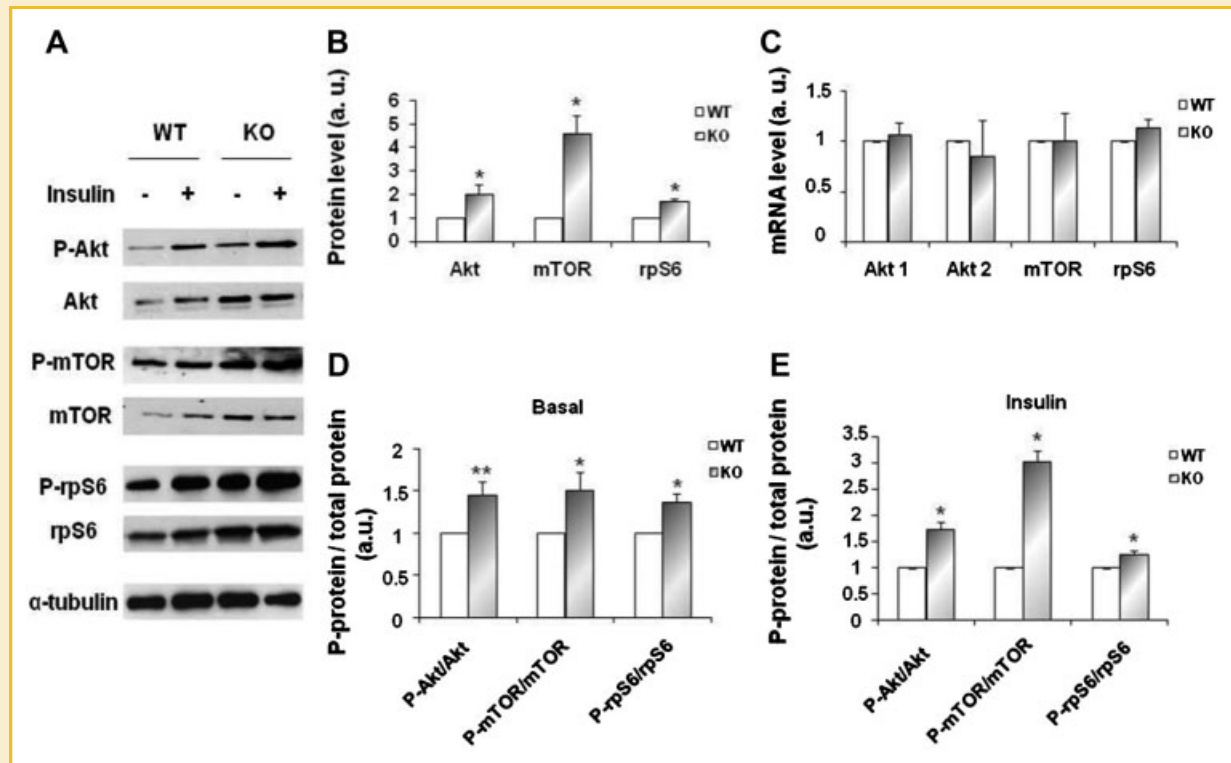 A
WT KO
Insulin - + - +
P-Akt
Akt
P-mTOR
mTOR
P-rpS6
rpS6
α-tubulin
B
Protein level (a. u.)
6
5
4
3
2
1
0
*
*
*
WT
KO
Akt mTOR rpS6
C
mRNA level (a. u.)
1.5
1
0.5
0
WT
KO
Akt 1 Akt 2 mTOR rpS6
D
Basal
P-protein / total protein
(a.u.)
2
1.5
1
0.5
0
**
*
*
WT
KO
P-Akt/Akt
P-mTOR/mTOR
P-rpS6/rpS6
E
Insulin
P-protein / total protein
(a.u.)
3.5
3
2.5
2
1.5
1
0.5
0
*
*
*
WT
KO
P-Akt/Akt
P-mTOR/mTOR
P-rpS6/rpS6